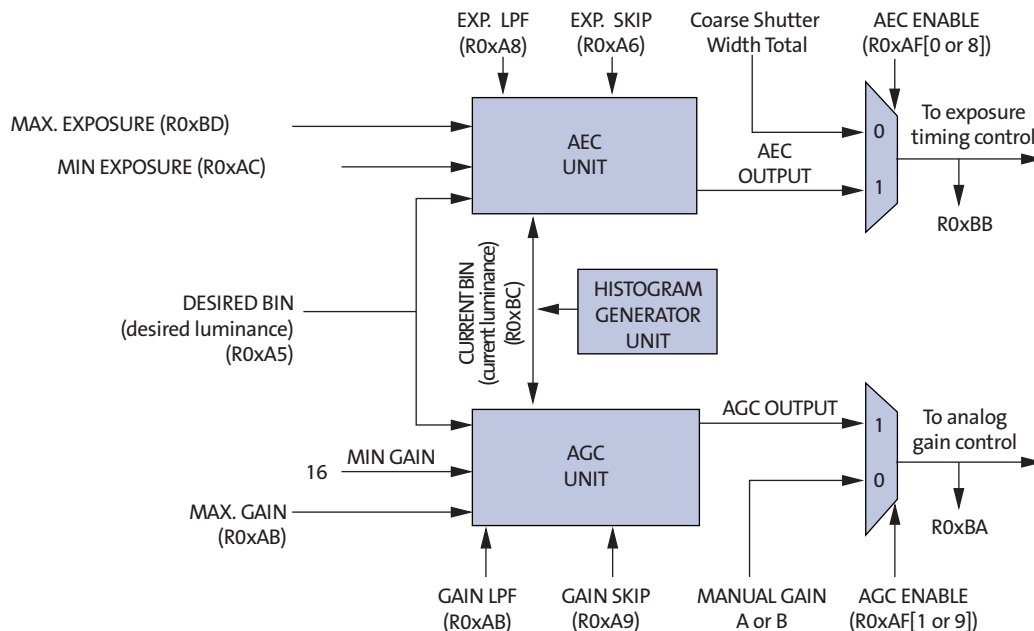 EXP. LPF
(R0xA8)
EXP. SKIP
(R0xA6)
Coarse Shutter
Width Total
AEC ENABLE
(R0xAF[0 or 8])
MAX. EXPOSURE (R0xBD)
MIN EXPOSURE (R0xAC)
AEC
UNIT
AEC
OUTPUT
0
1
To exposure
timing control
R0xBB
DESIRED BIN
(desired luminance)
(R0xA5)
CURRENT BIN
(current luminance)
(R0xBC)
HISTOGRAM
GENERATOR
UNIT
16
MIN GAIN
MAX. GAIN
(R0xAB)
AGC
UNIT
AGC OUTPUT
1
0
To analog
gain control
R0xBA
GAIN LPF
(R0xAB)
GAIN SKIP
(R0xA9)
MANUAL GAIN
A or B
AGC ENABLE
(R0xAF[1 or 9])